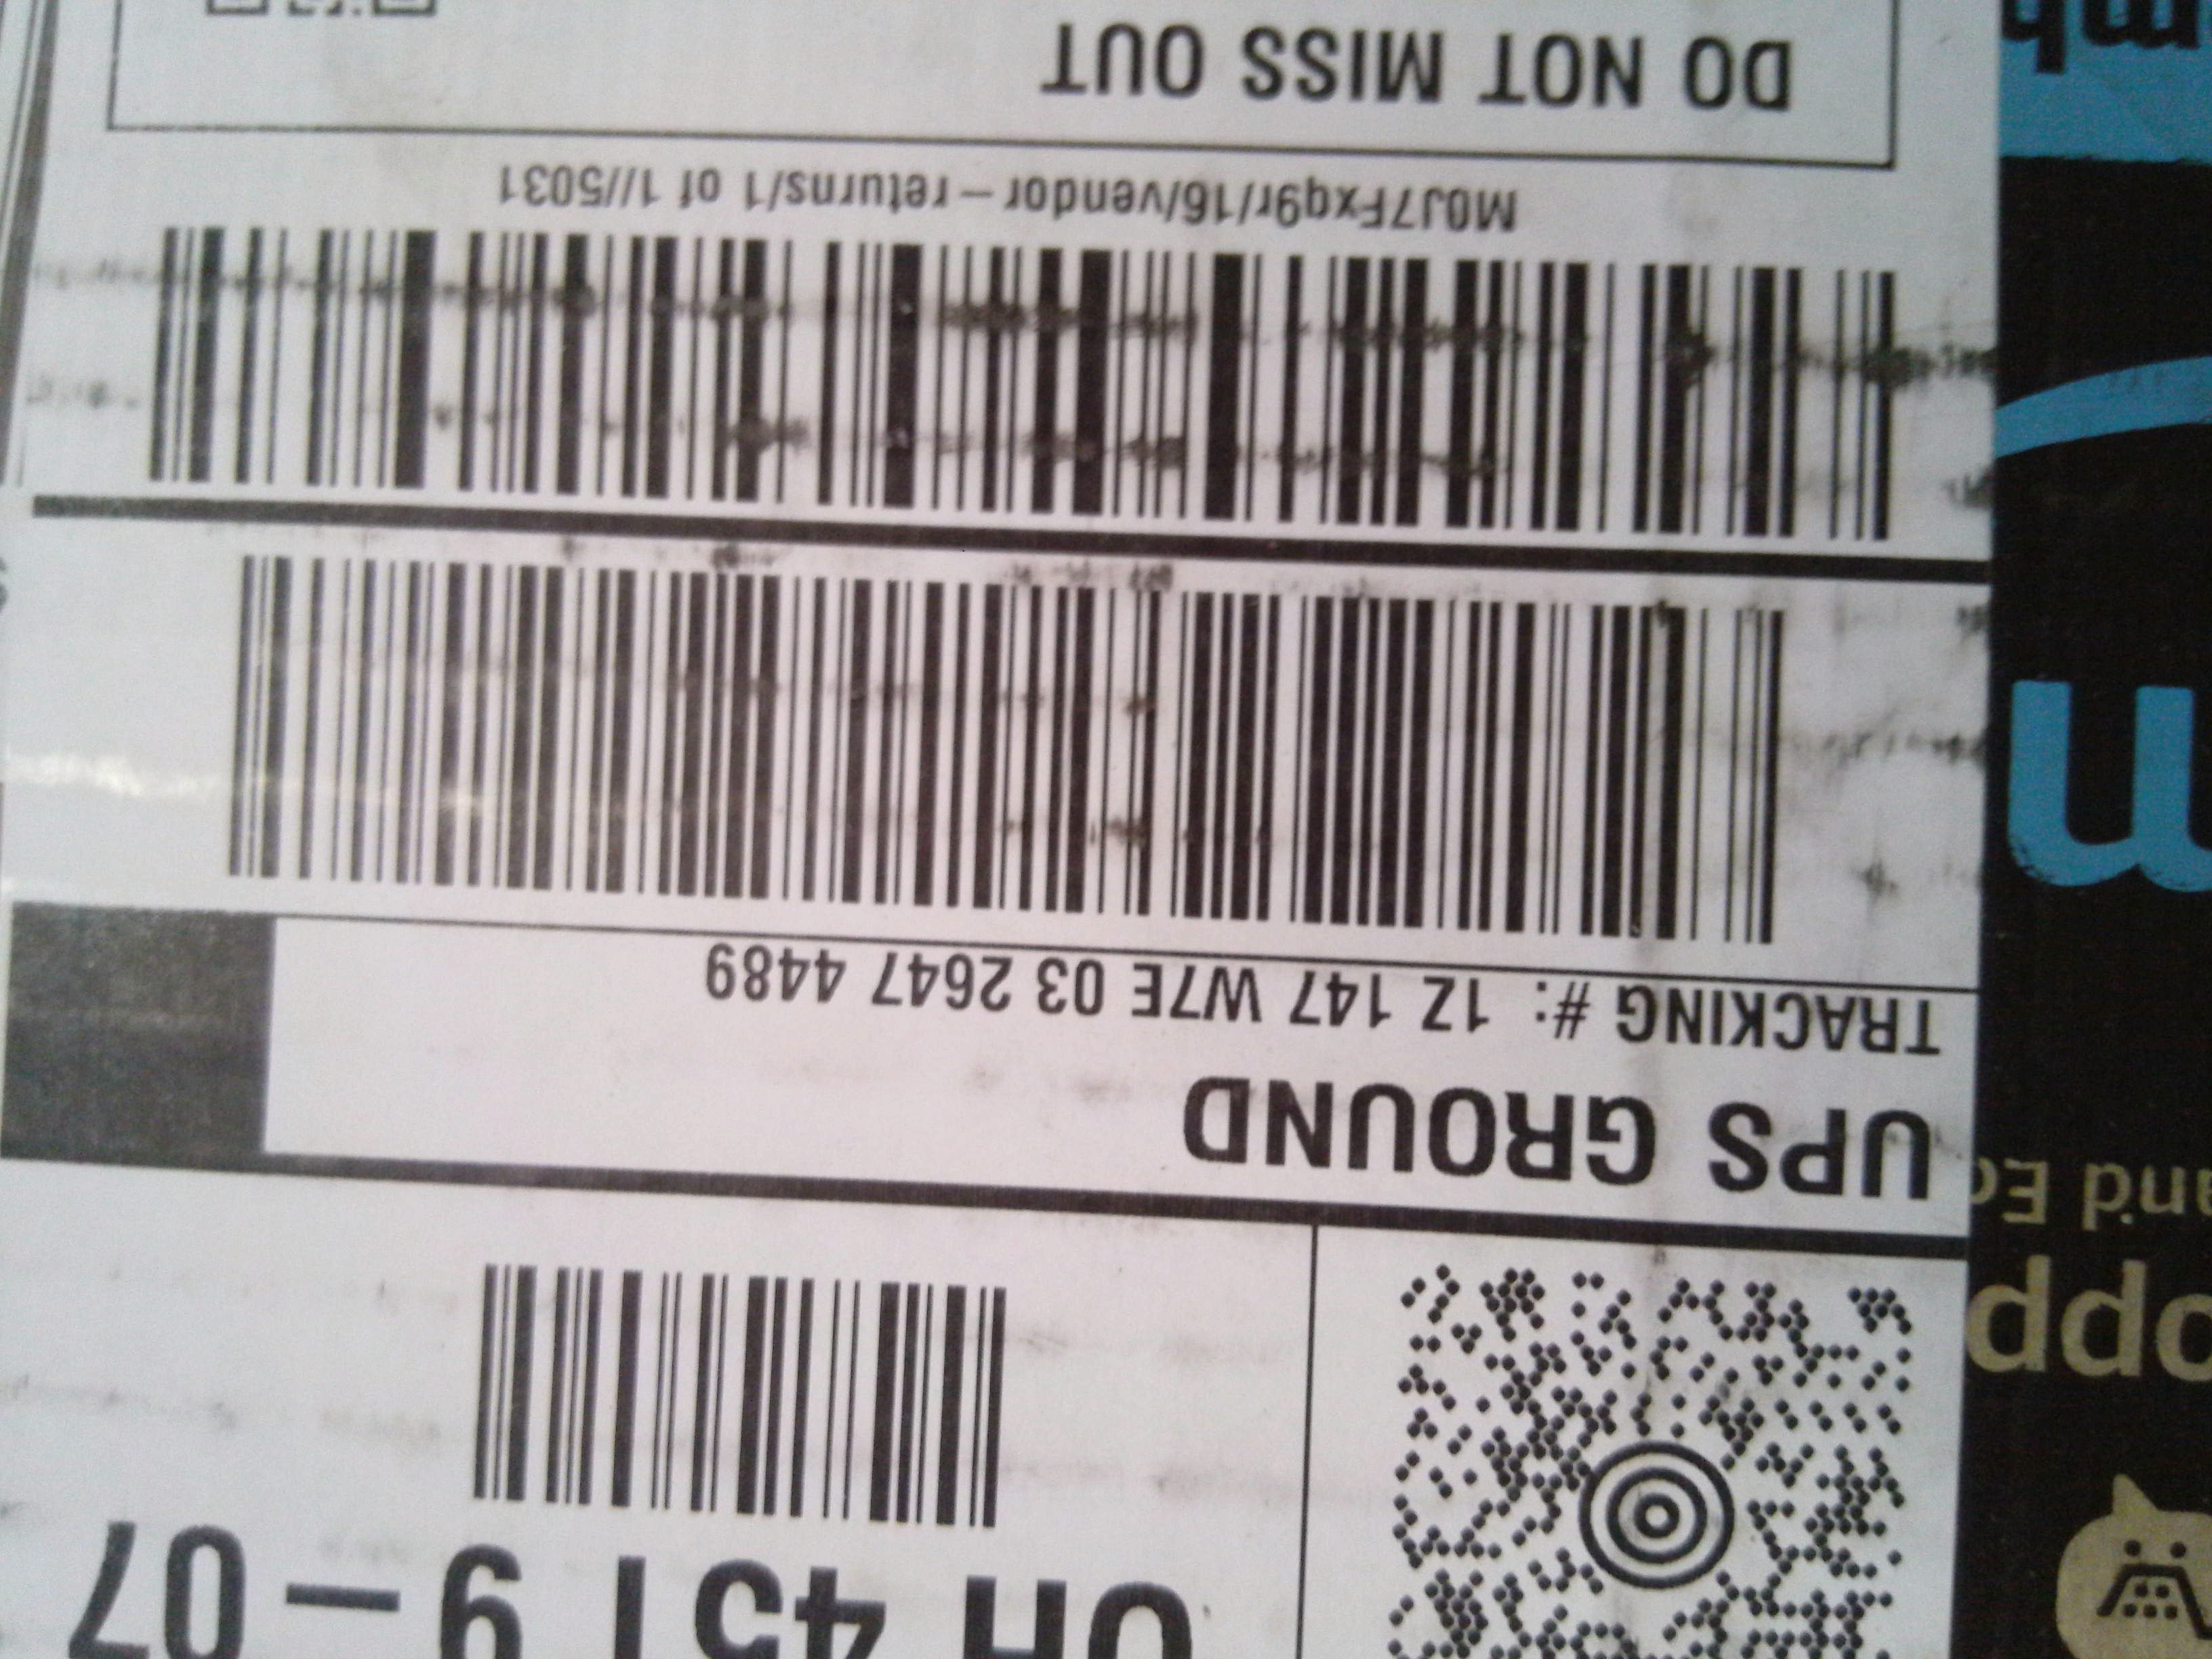 OH 451 9-07
UPS GROUND
TRACKING #: 1Z 147 W7E 03 2647 4489
M0J7Fxq9r/16/vendor-returns/1 of 1//5031
DO NOT MISS OUT